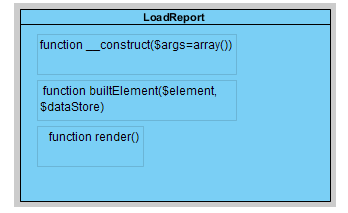 LoadReport
function __construct($args=array())
function builtElement($element,
$dataStore)
function render()